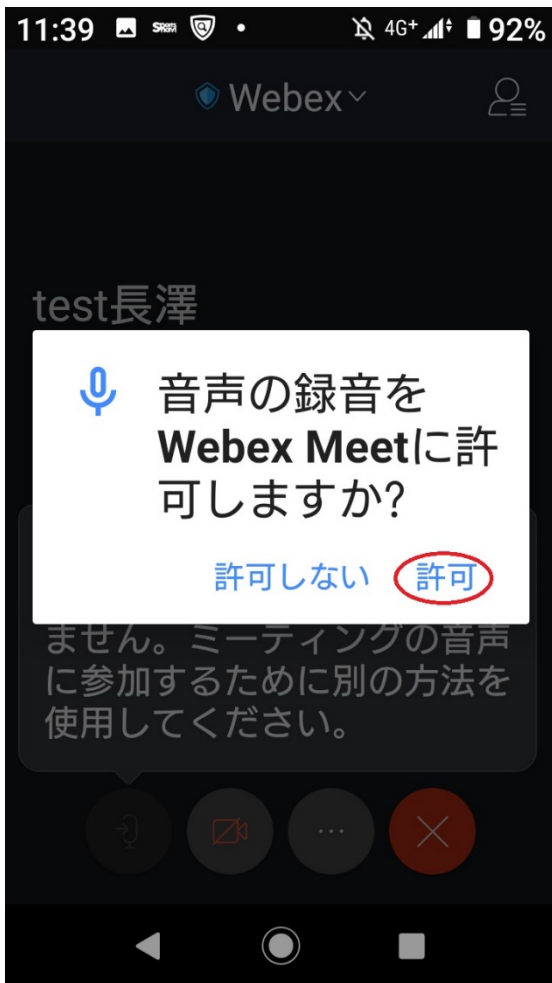 11:39 4G+ 92%
Webex
test長澤
音声の録音を
Webex Meetに許
可しますか?
許可しない 許可
ません。ミーティングの音声
に参加するために別の方法を
使用してください。